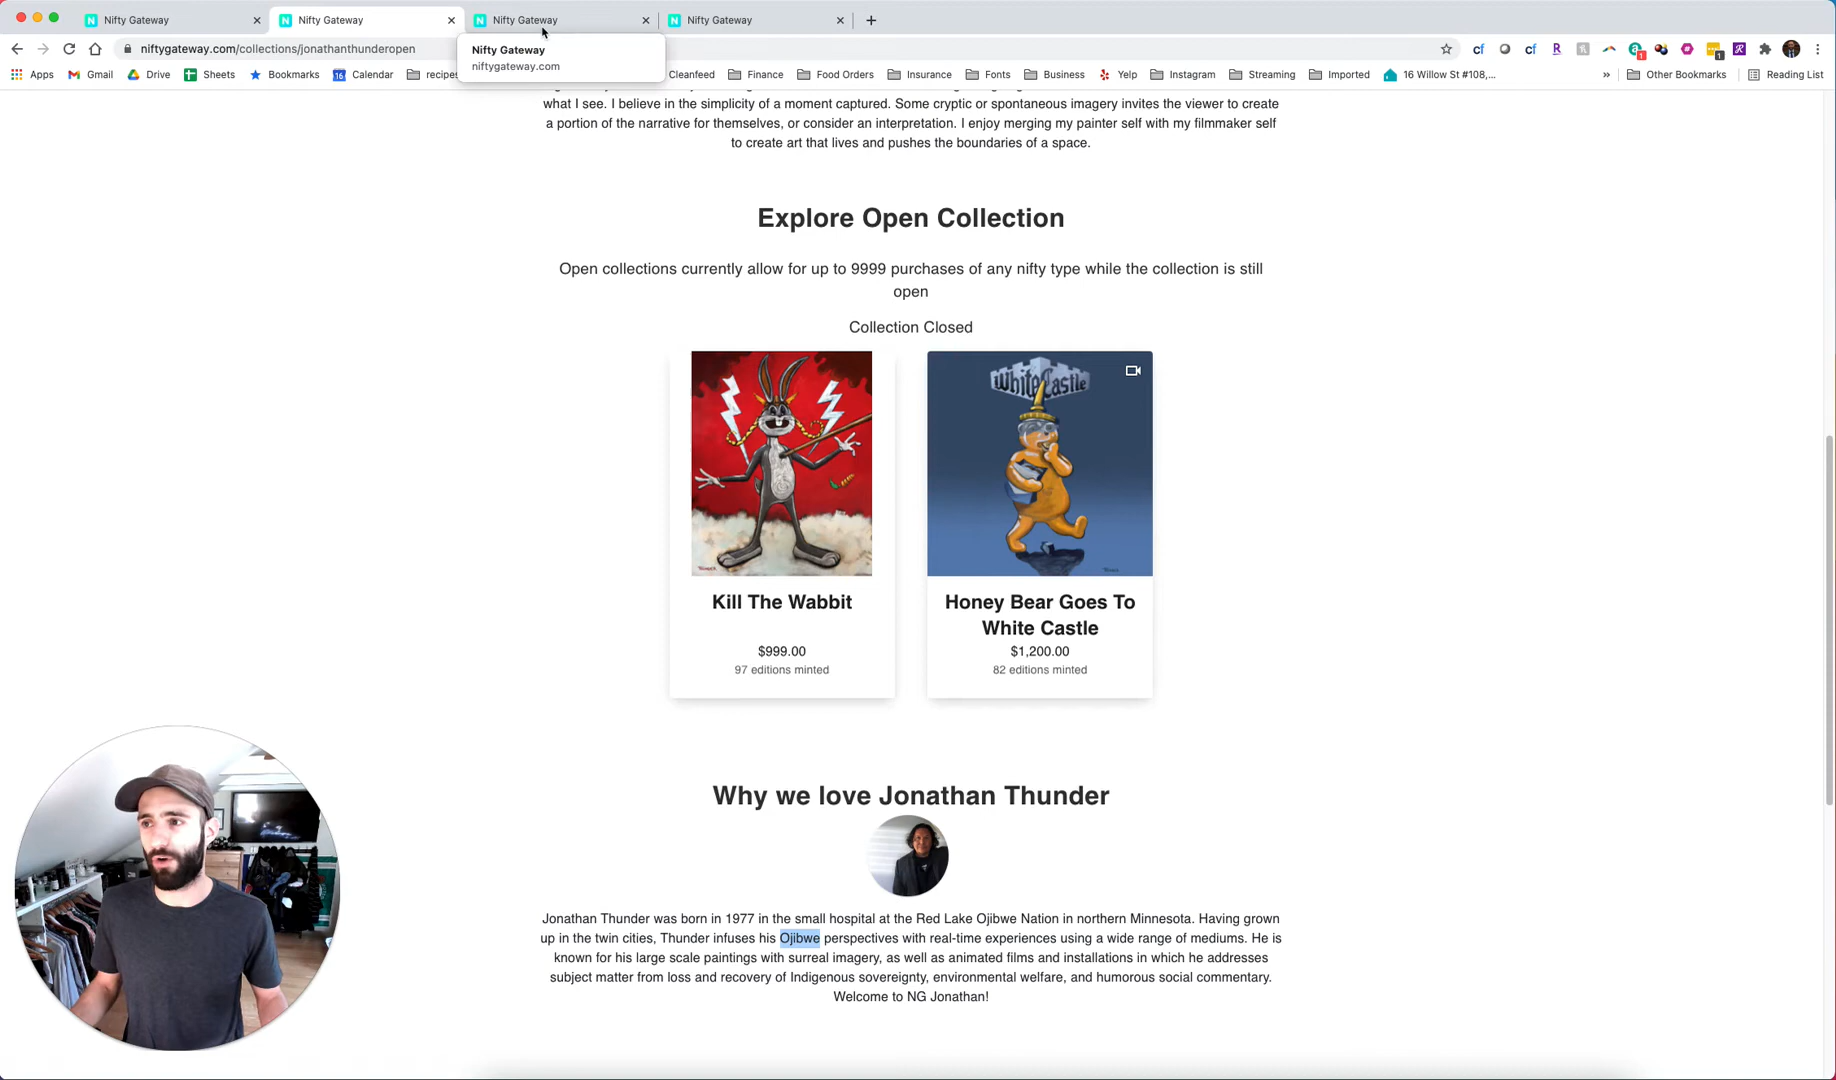 Nifty Gateway
Nifty Gateway
Nifty Gateway
Nifty Gateway
niftygateway.com/collections/jonathanthunderopen
Nifty Gateway
niftygateway.com
Apps
Gmail
Drive
Sheets
Bookmarks
16
Calendar
recipes
Cleanfeed
Finance
Food Orders
Insurance
Fonts
Business
Yelp
Instagram
Streaming
Imported
16 Willow St #108,...
»
Other Bookmarks
Reading List
what I see. I believe in the simplicity of a moment captured. Some cryptic or spontaneous imagery invites the viewer to create
a portion of the narrative for themselves, or consider an interpretation. I enjoy merging my painter self with my filmmaker self
to create art that lives and pushes the boundaries of a space.
Explore Open Collection
Open collections currently allow for up to 9999 purchases of any nifty type while the collection is still
open
Collection Closed
White Castle
Kill The Wabbit
$999.00
97 editions minted
Honey Bear Goes To
White Castle
$1,200.00
82 editions minted
Why we love Jonathan Thunder
Jonathan Thunder was born in 1977 in the small hospital at the Red Lake Ojibwe Nation in northern Minnesota. Having grown
up in the twin cities, Thunder infuses his Ojibwe perspectives with real-time experiences using a wide range of mediums. He is
known for his large scale paintings with surreal imagery, as well as animated films and installations in which he addresses
subject matter from loss and recovery of Indigenous sovereignty, environmental welfare, and humorous social commentary.
Welcome to NG Jonathan!